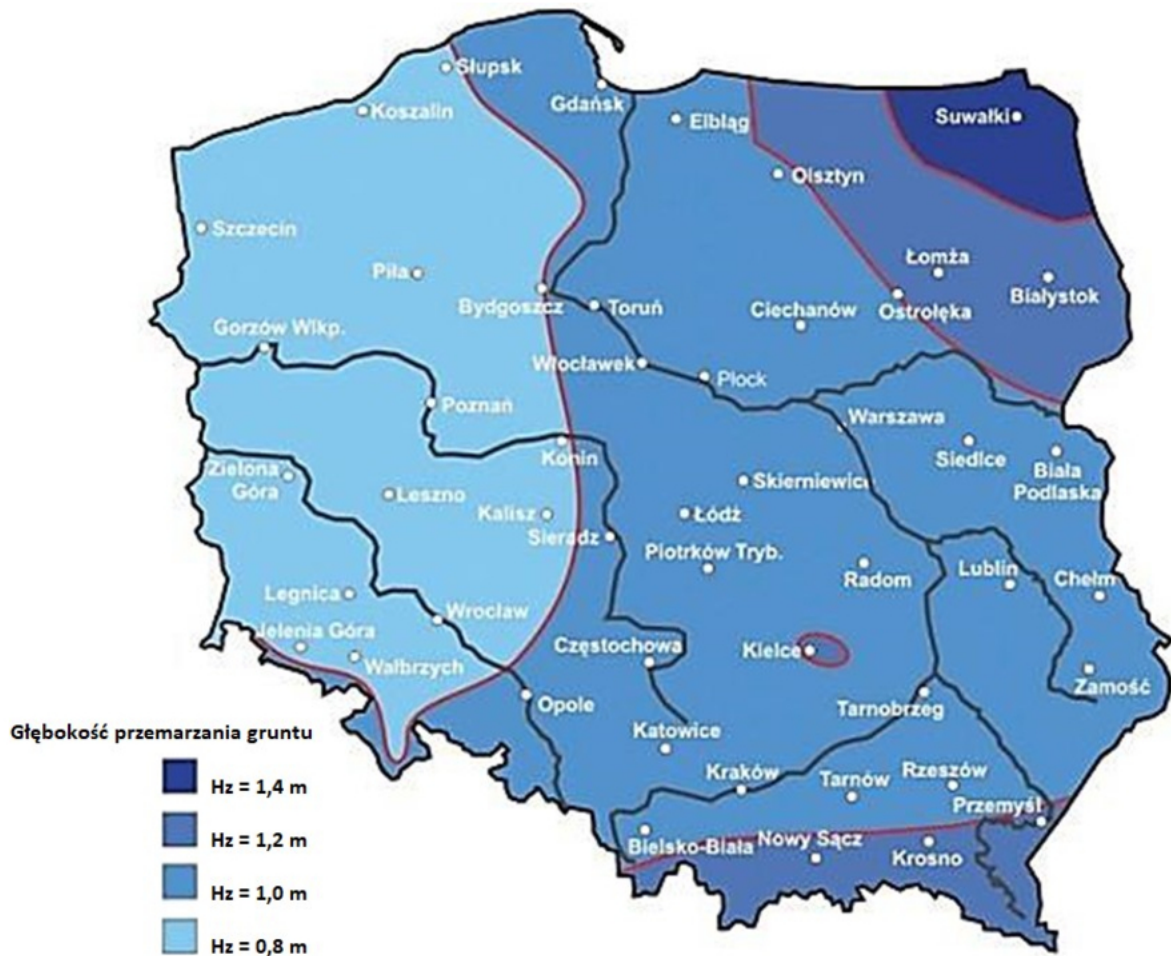 Słupsk
Koszalin
Gdańsk
Elbląg
Suwałki
Olsztyn
Szczecin
Piła
Łomża
Białystok
Bydgoszcz
Toruń
Ciechanów
Ostrołęka
Gorzów Wlkp.
Włocławek
Płock
Poznań
Warszawa
Konin
Siedlce
Biała
Podlaska
Zielona
Góra
Leszno
Skierniewice
Kalisz
Łódź
Sieradz
Piotrków Tryb.
Radom
Lublin
Chełm
Legnica
Wrocław
Jelenia Góra
Wałbrzych
Częstochowa
Kielce
Zamość
Opole
Tarnobrzeg
Katowice
Kraków
Tarnów
Rzeszów
Przemyśl
Bielsko-Biała
Nowy Sącz
Krosno
Głębokość przemarzania gruntu
Hz = 1,4 m
Hz = 1,2 m
Hz = 1,0 m
Hz = 0,8 m